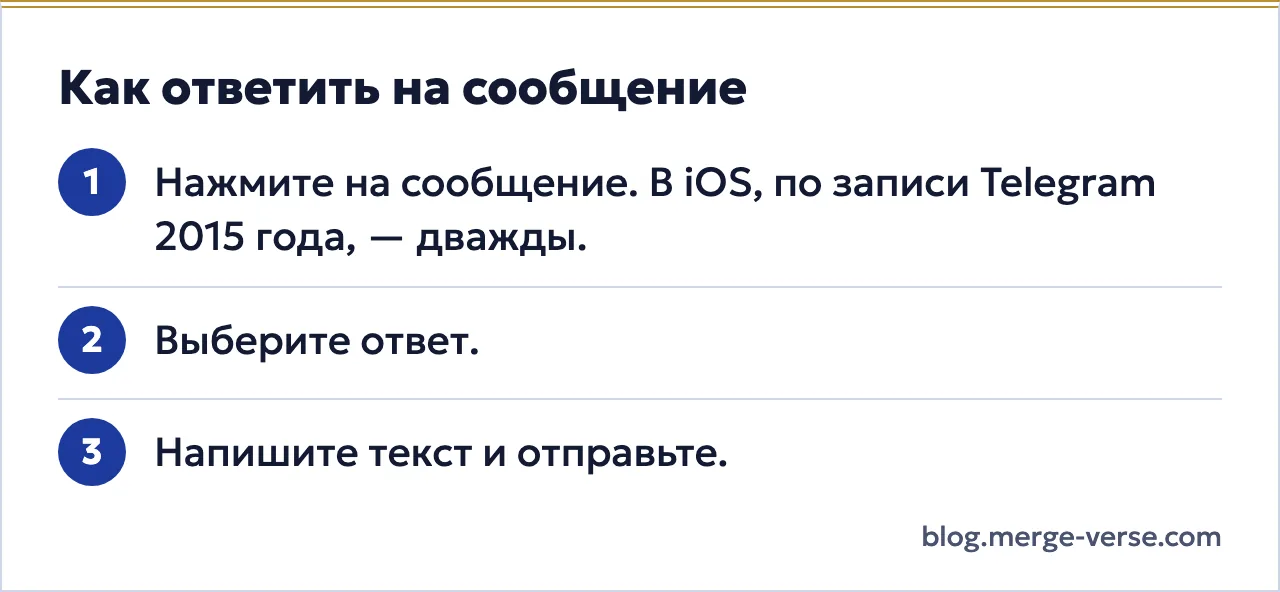 Как ответить на сообщение
1 Нажмите на сообщение. В iOS, по записи Telegram
2015 года, — дважды.
2 Выберите ответ.
3 Напишите текст и отправьте.
blog.merge-verse.com